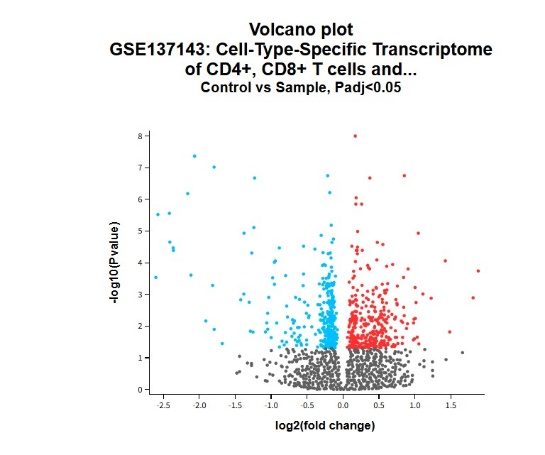 Volcano plot
GSE137143: Cell-Type-Specific Transcriptome
of CD4+, CD8+ T cells and...
Control vs Sample, Padj<0.05
8
7
6
5
4
3
2
1
0
-log10(Pvalue)
-2.5 -2.0 -1.5 -1.0 -0.5 0.0 0.5 1.0 1.5
log2(fold change)